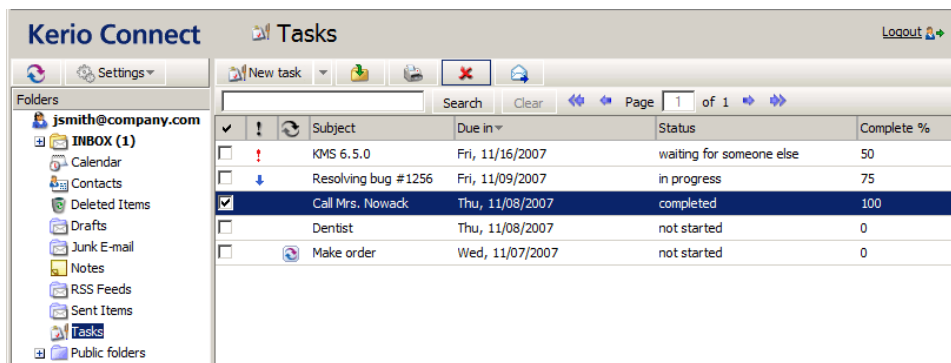 Kerio Connect
Tasks
Logout
Settings
New task
Folders
Search Clear Page 1 of 1
jsmith@company.com
INBOX (1)
Calendar
Contacts
Deleted Items
Drafts
Junk E-mail
Notes
RSS Feeds
Sent Items
Tasks
Public folders
Subject Due in Status Complete %
KMS 6.5.0 Fri, 11/16/2007 waiting for someone else 50
Resolving bug #1256 Fri, 11/09/2007 in progress 75
Call Mrs. Nowack Thu, 11/08/2007 completed 100
Dentist Thu, 11/08/2007 not started 0
Make order Wed, 11/07/2007 not started 0